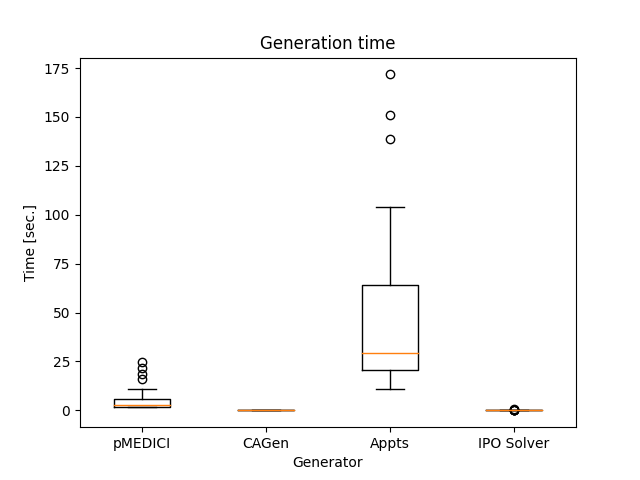 Generation time
Time [sec.]
175
150
125
100
75
50
25
0
pMEDICI CAGen Appts IPO Solver
Generator